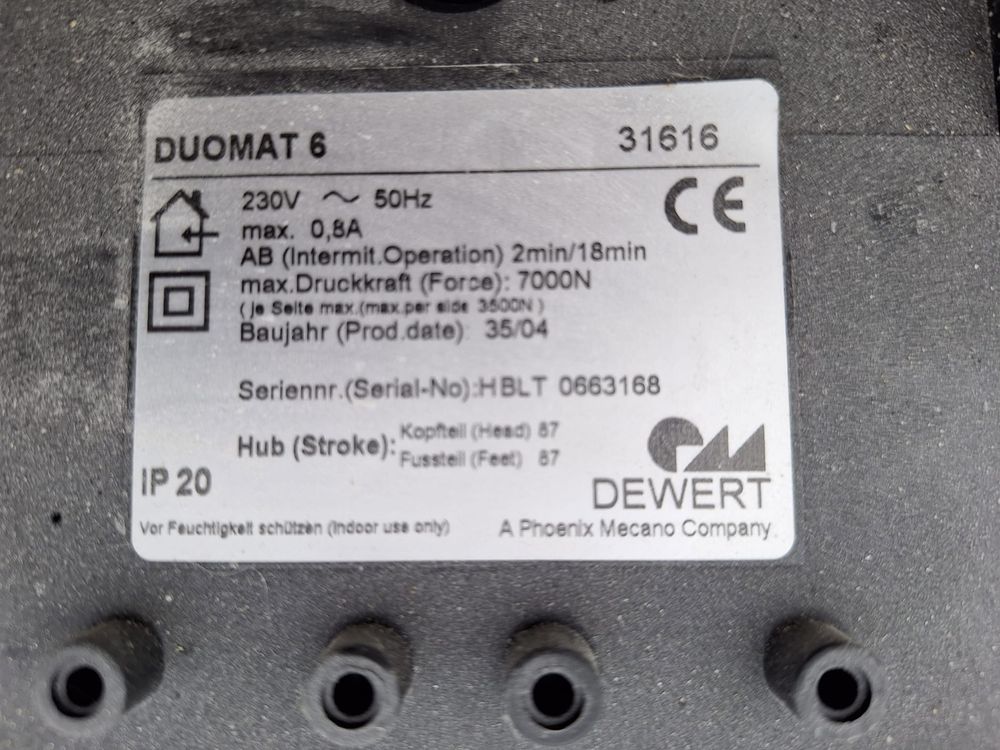 DUOMAT 6 31616
230V ~ 50Hz
max. 0,8A
CE
AB (Intermit.Operation) 2min/18min
max.Druckkraft (Force): 7000N
(je Seite max.(max.per side 3500N)
Baujahr (Prod.date): 35/04
Seriennr.(Serial-No):HBLT 0663168
Hub (Stroke): Kopfteil (Head) 87
Fussteil (Feet) 87
IP 20
DEWERT
Vor Feuchtigkeit schützen (Indoor use only)
A Phoenix Mecano Company.